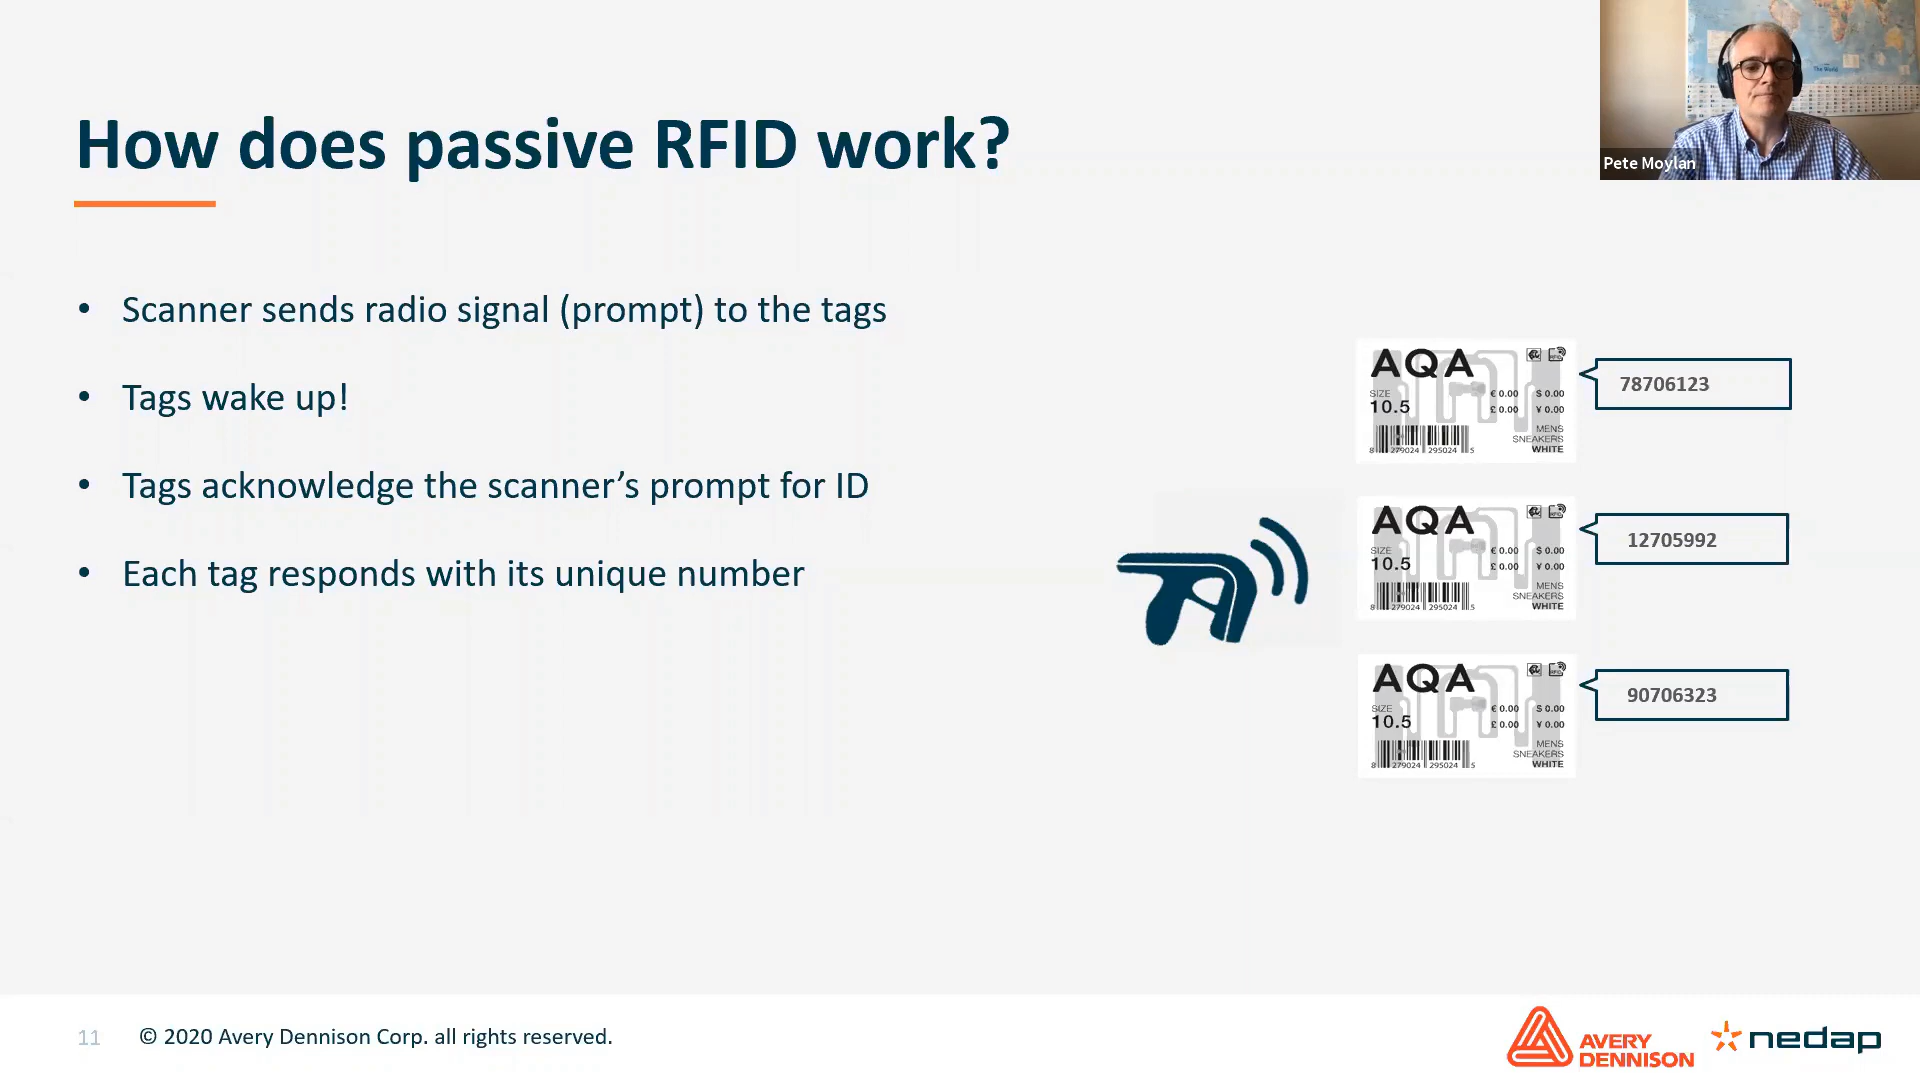 How does passive RFID work?
The World
Pete Moylan
• Scanner sends radio signal (prompt) to the tags
• Tags wake up!
• Tags acknowledge the scanner’s prompt for ID
• Each tag responds with its unique number
AQA
SIZE
10.5
€ 0.00 $ 0.00
£ 0.00 ¥ 0.00
MENS
SNEAKERS
WHITE
8 279024 295024 5
78706123
AQA
SIZE
10.5
€ 0.00 $ 0.00
£ 0.00 ¥ 0.00
MENS
SNEAKERS
WHITE
8 279024 295024 5
12705992
AQA
SIZE
10.5
€ 0.00 $ 0.00
£ 0.00 ¥ 0.00
MENS
SNEAKERS
WHITE
8 279024 295024 5
90706323
11
© 2020 Avery Dennison Corp. all rights reserved.
AVERY
DENNISON
nedap